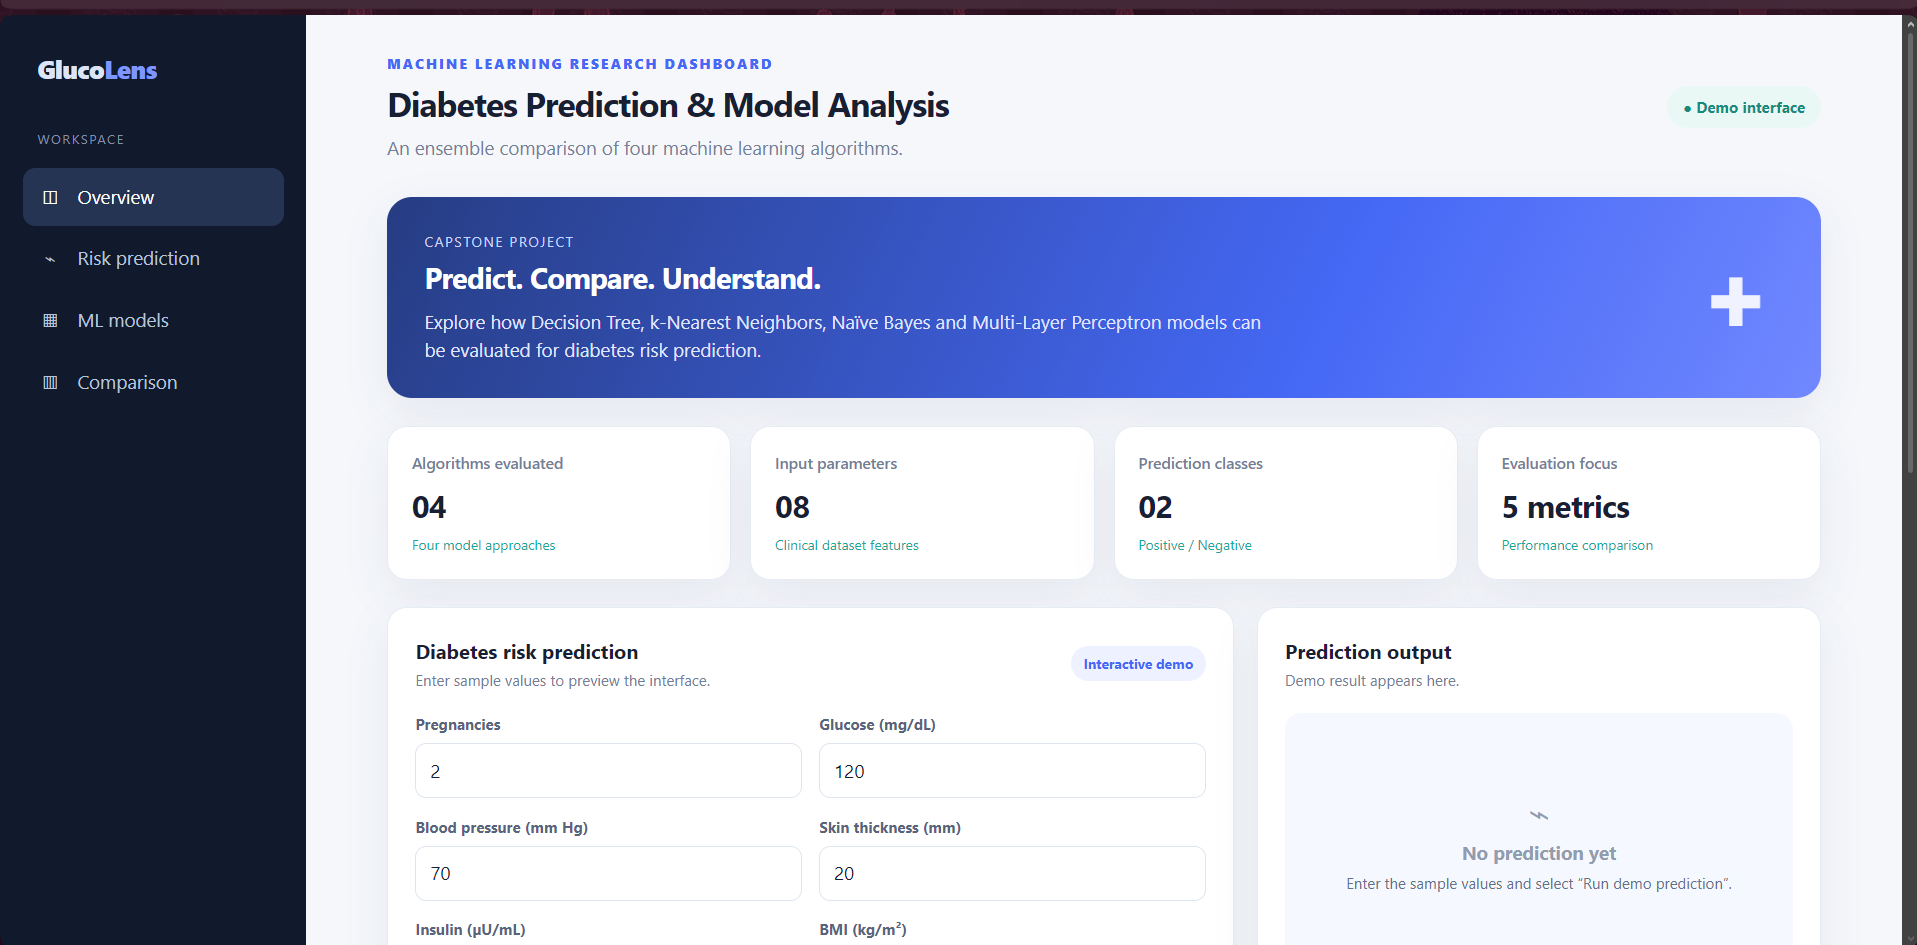 GlucoLens
WORKSPACE
Overview
Risk prediction
ML models
Comparison
MACHINE LEARNING RESEARCH DASHBOARD
Diabetes Prediction & Model Analysis
An ensemble comparison of four machine learning algorithms.
● Demo interface
CAPSTONE PROJECT
Predict. Compare. Understand.
Explore how Decision Tree, k-Nearest Neighbors, Naïve Bayes and Multi-Layer Perceptron models can
be evaluated for diabetes risk prediction.
Algorithms evaluated
04
Four model approaches
Input parameters
08
Clinical dataset features
Prediction classes
02
Positive / Negative
Evaluation focus
5 metrics
Performance comparison
Diabetes risk prediction
Enter sample values to preview the interface.
Interactive demo
Pregnancies
2
Glucose (mg/dL)
120
Blood pressure (mm Hg)
70
Skin thickness (mm)
20
Insulin (μU/mL)
BMI (kg/m²)
Prediction output
Demo result appears here.
No prediction yet
Enter the sample values and select “Run demo prediction”.